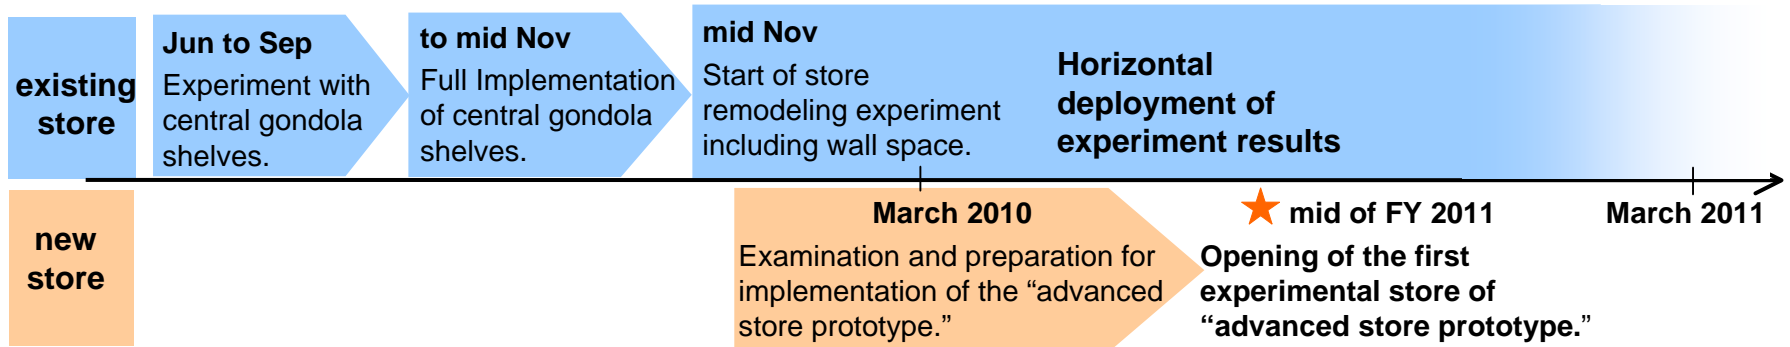 existing
store
Jun to Sep
Experiment with
central gondola
shelves.
to mid Nov
Full Implementation
of central gondola
shelves.
mid Nov
Start of store
remodeling experiment
including wall space.
Horizontal
deployment of
experiment results
new
store
March 2010
Examination and preparation for
implementation of the “advanced
store prototype.”
mid of FY 2011
Opening of the first
experimental store of
“advanced store prototype.”
March 2011